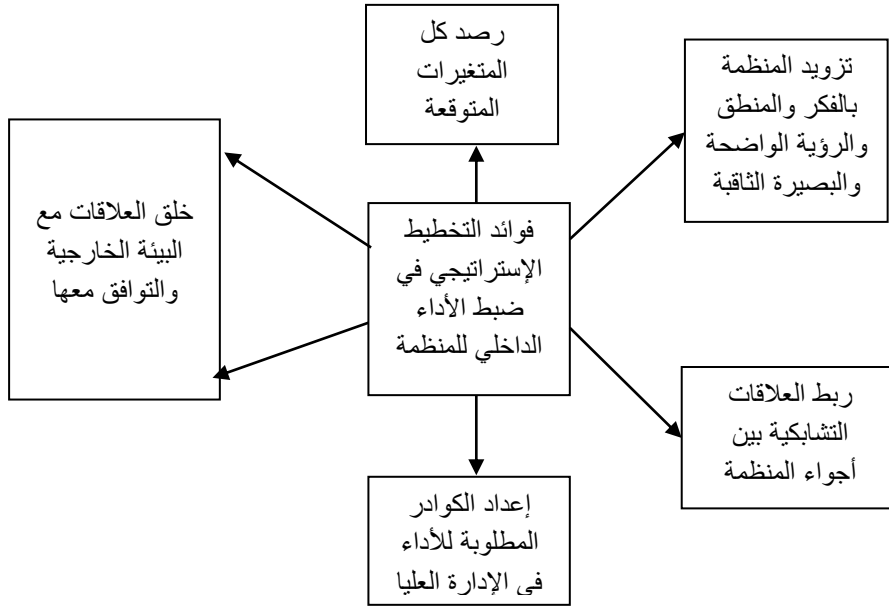 رصد كل
المتغيرات
المتوقعة
تزويد المنظمة
بالفكر والمنطق
والرؤية الواضحة
والبصيرة الثاقبة
خلق العلاقات مع
البيئة الخارجية
والتوافق معها
فوائد التخطيط
الإستراتيجي في
ضبط الأداء
الداخلي للمنظمة
ربط العلاقات
التشابكية بين
أجواء المنظمة
إعداد الكوادر
المطلوبة للأداء
في الإدارة العليا